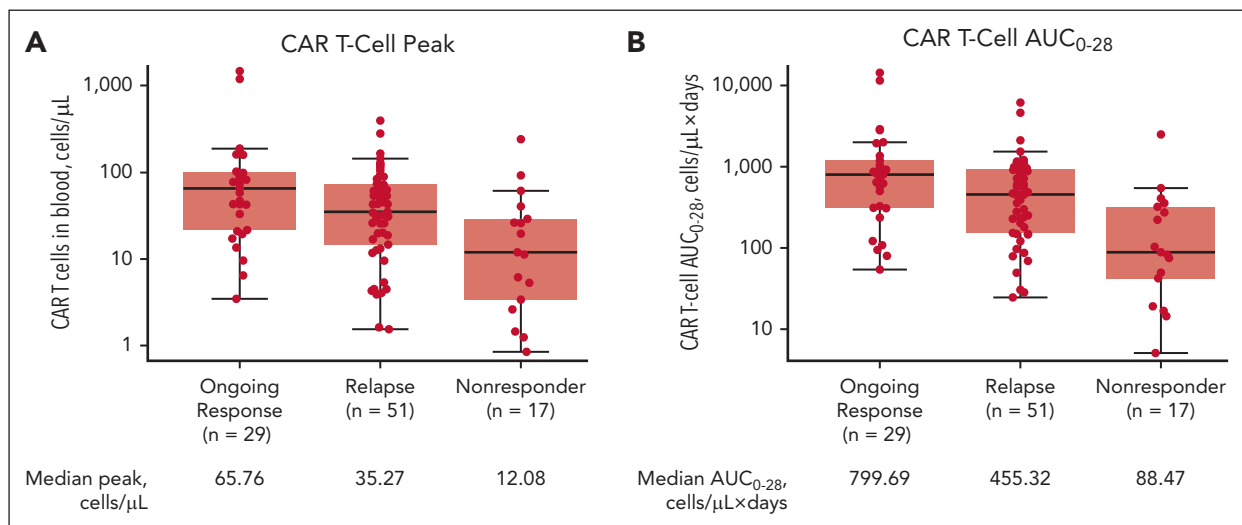 A
CAR T-Cell Peak
CAR T cells in blood, cells/μL
1,000
100
10
1
Ongoing
Response
(n = 29)
Relapse
(n = 51)
Nonresponder
(n = 17)
Median peak,
cells/μL
65.76
35.27
12.08
B
CAR T-Cell AUC0-28
CAR T-cell AUC0-28, cells/μL×days
10,000
1,000
100
10
Ongoing
Response
(n = 29)
Relapse
(n = 51)
Nonresponder
(n = 17)
Median AUC0-28,
cells/μL×days
799.69
455.32
88.47